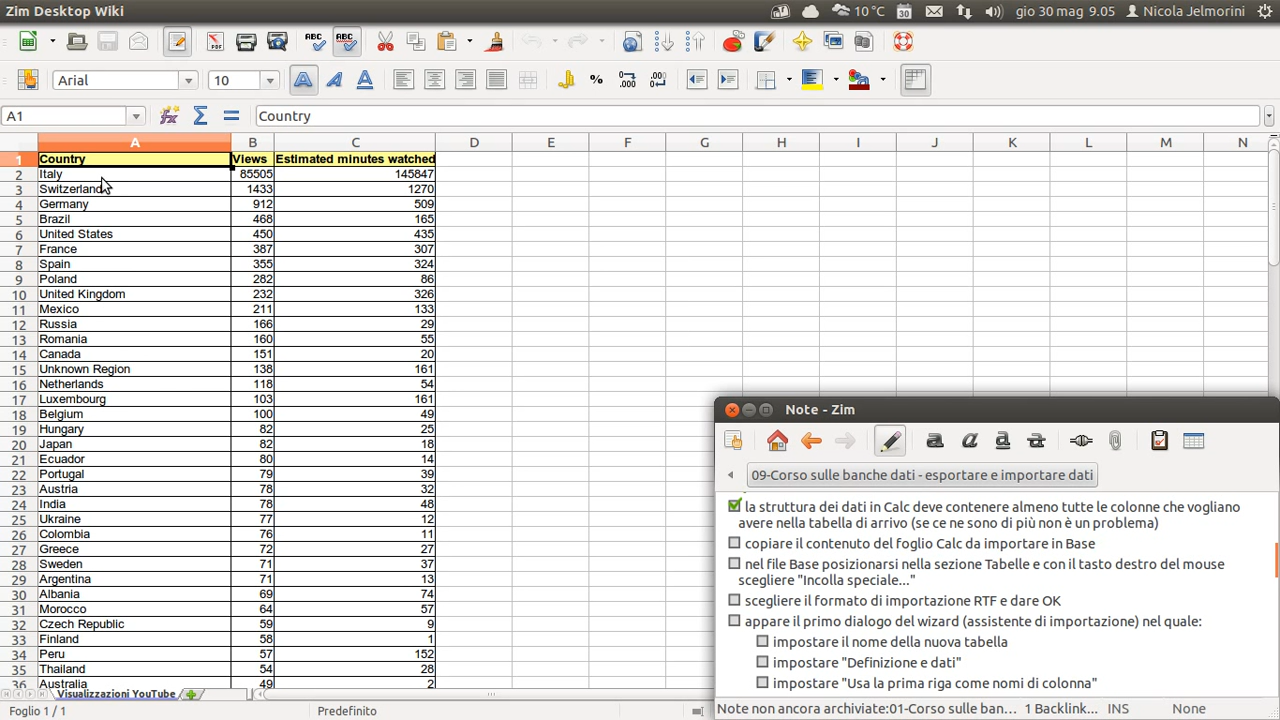 Zim Desktop Wiki
10 °C
gio 30 mag 9.05
Nicola Jelmorini
Arial
10
A1
Country
A B C D E F G H I J K L M N
1 Country Views Estimated minutes watched
2 Italy 85505 145847
3 Switzerland 1433 1270
4 Germany 912 509
5 Brazil 468 165
6 United States 450 435
7 France 387 307
8 Spain 355 324
9 Poland 282 86
10 United Kingdom 232 326
11 Mexico 211 133
12 Russia 166 29
13 Romania 160 55
14 Canada 151 20
15 Unknown Region 138 161
16 Netherlands 118 54
17 Luxembourg 103 161
18 Belgium 100 49
19 Hungary 82 25
20 Japan 82 18
21 Ecuador 80 14
22 Portugal 79 39
23 Austria 78 32
24 India 78 48
25 Ukraine 77 12
26 Colombia 76 11
27 Greece 72 27
28 Sweden 71 37
29 Argentina 71 13
30 Albania 69 74
31 Morocco 64 57
32 Czech Republic 59 9
33 Finland 58 1
34 Peru 57 152
35 Thailand 54 28
36 Australia 49 2
Visualizzazioni YouTube
Foglio 1 / 1
Predefinito
Note - Zim
09-Corso sulle banche dati - esportare e importare dati
la struttura dei dati in Calc deve contenere almeno tutte le colonne che vogliano
avere nella tabella di arrivo (se ce ne sono di più non è un problema)
copiare il contenuto del foglio Calc da importare in Base
nel file Base posizionarsi nella sezione Tabelle e con il tasto destro del mouse
scegliere "Incolla speciale..."
scegliere il formato di importazione RTF e dare OK
appare il primo dialogo del wizard (assistente di importazione) nel quale:
impostare il nome della nuova tabella
impostare "Definizione e dati"
impostare "Usa la prima riga come nomi di colonna"
Note non ancora archiviate:01-Corso sulle ban... 1 Backlink... INS None